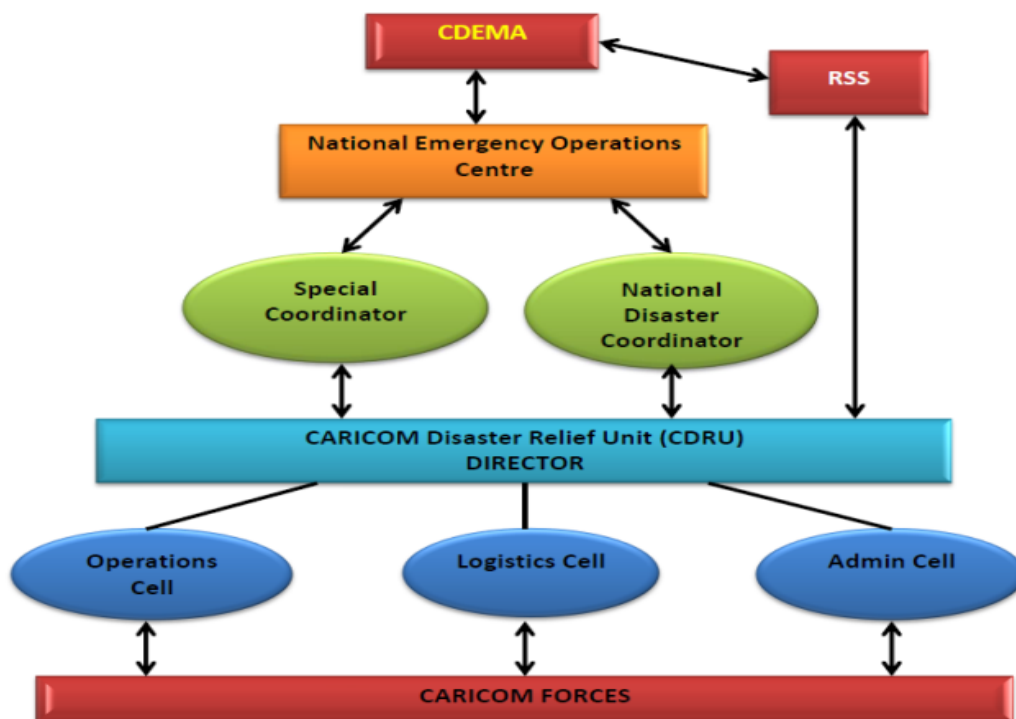 CDEMA
RSS
National Emergency Operations
Centre
Special
Coordinator
National
Disaster
Coordinator
CARICOM Disaster Relief Unit (CDRU)
DIRECTOR
Operations
Cell
Logistics Cell
Admin Cell
CARICOM FORCES